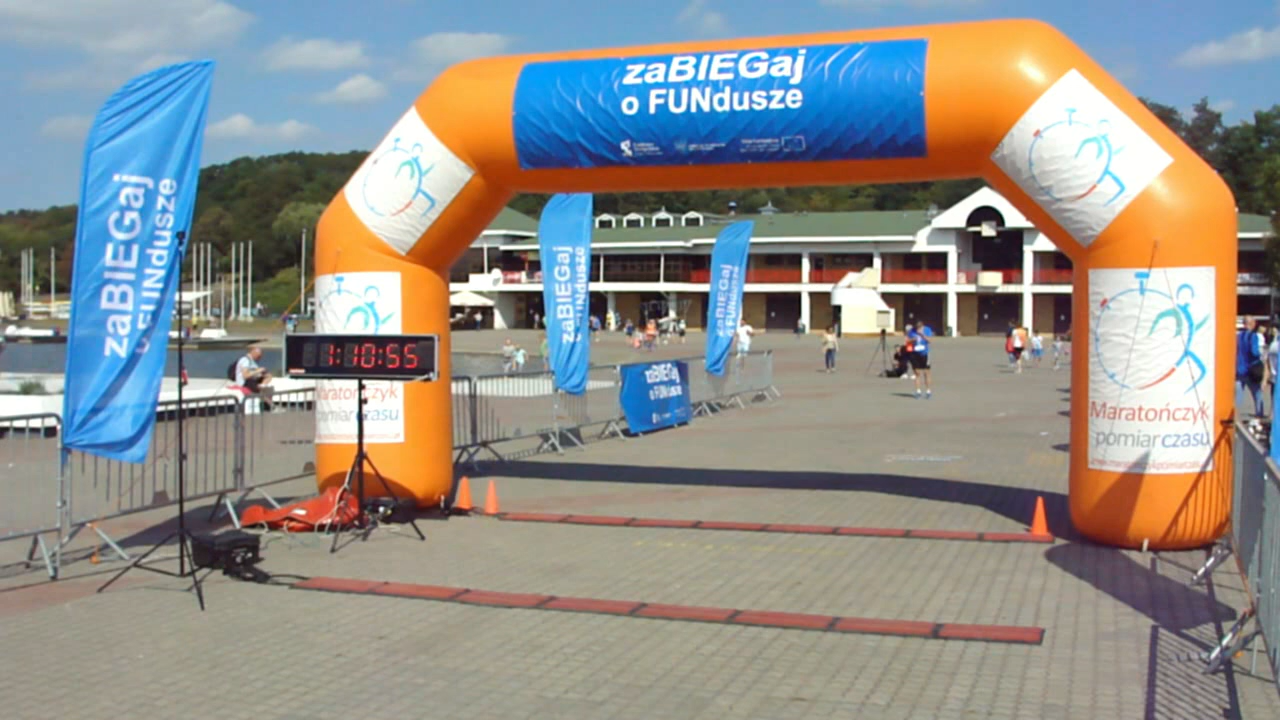 zaBIEGaj
o FUNdusze
zaBIEGaj
o FUNdusze
zaBIEGaj
o FUNdusze
zaBIEGaj
o FUNdusze
zaBIEGaj
o FUNdusze
1:10:55
Maratończyk
pomiar czasu
Maratończyk
pomiar czasu